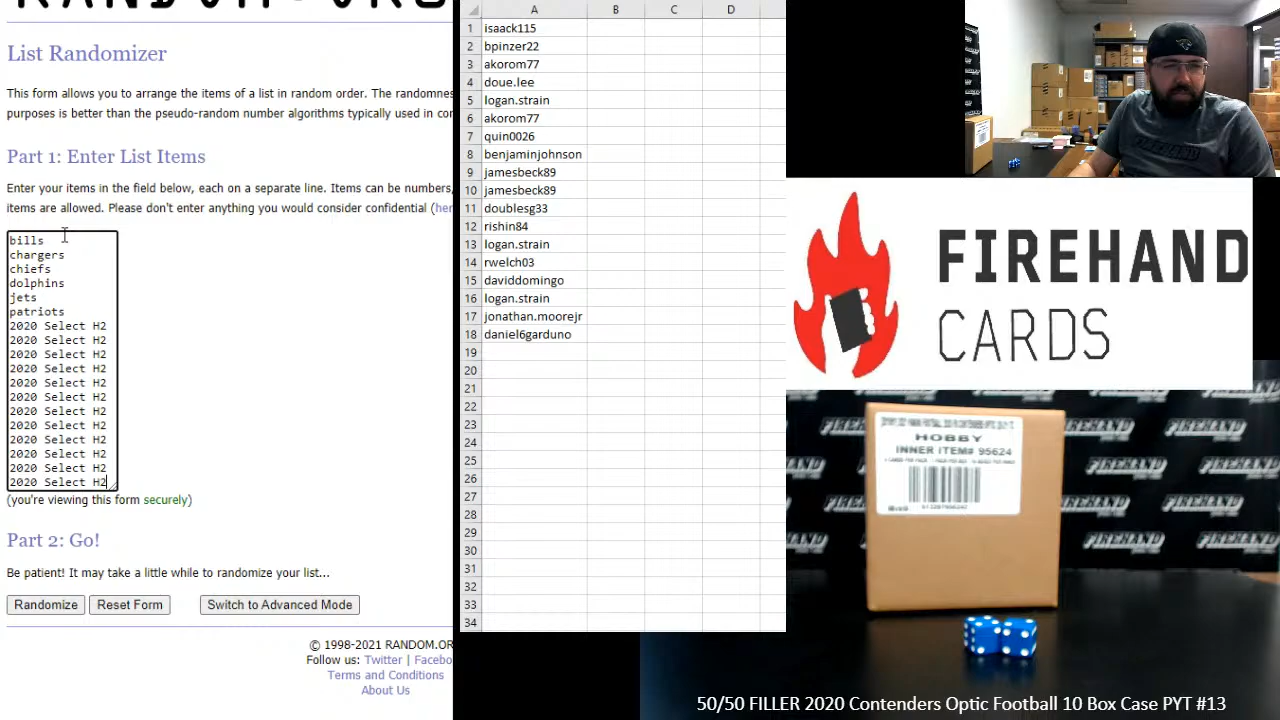 RANDOM.ORG
List Randomizer
This form allows you to arrange the items of a list in random order. The randomnes
purposes is better than the pseudo-random number algorithms typically used in co
Part 1: Enter List Items
Enter your items in the field below, each on a separate line. Items can be numbers,
items are allowed. Please don't enter anything you would consider confidential (her
bills
chargers
chiefs
dolphins
jets
patriots
2020 Select H2
2020 Select H2
2020 Select H2
2020 Select H2
2020 Select H2
2020 Select H2
2020 Select H2
2020 Select H2
2020 Select H2
2020 Select H2
2020 Select H2
2020 Select H2
(you're viewing this form securely)
Part 2: Go!
Be patient! It may take a little while to randomize your list...
Randomize Reset Form Switch to Advanced Mode
© 1998-2021 RANDOM.OR
Follow us: Twitter | Facebo
Terms and Conditions
About Us
A B C D
1 isaack115
2 bpinzer22
3 akorom77
4 doue.lee
5 logan.strain
6 akorom77
7 quin0026
8 benjaminjohnson
9 jamesbeck89
10 jamesbeck89
11 doublesg33
12 rishin84
13 logan.strain
14 rwelch03
15 daviddomingo
16 logan.strain
17 jonathan.moorejr
18 daniel6garduno
19
20
21
22
23
24
25
26
27
28
29
30
31
32
33
34
FIREHAND
FIREHAND
CARDS
HOBBY
INNER ITEM# 95624
FIREHAND
50/50 FILLER 2020 Contenders Optic Football 10 Box Case PYT #13